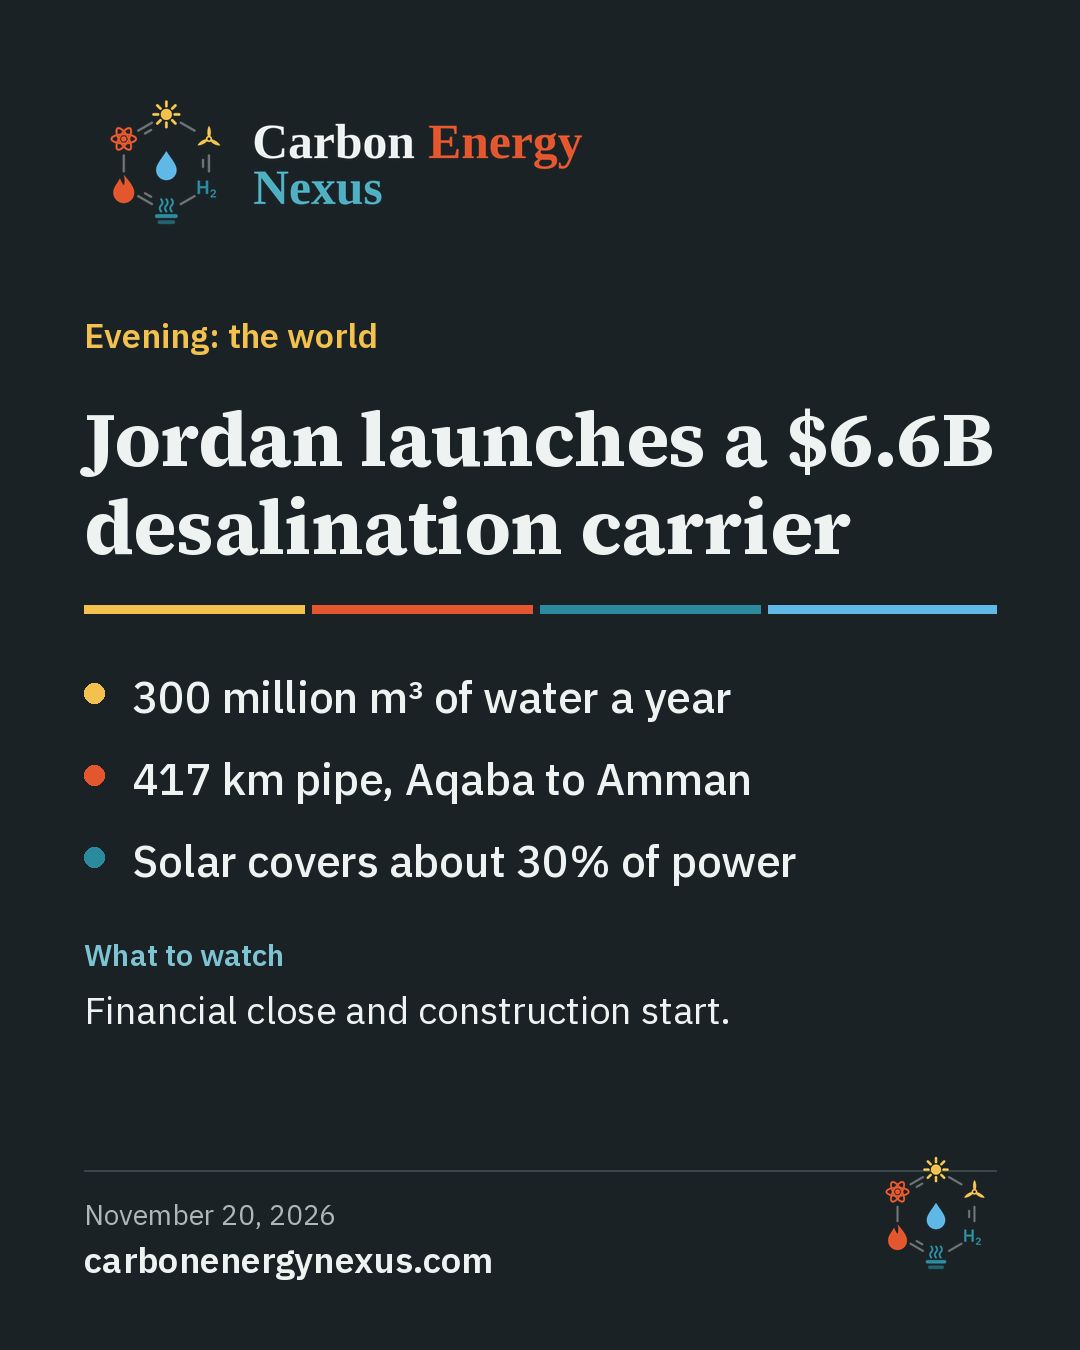 Carbon Energy
Nexus
H₂
Evening: the world
Jordan launches a $6.6B
desalination carrier
300 million m³ of water a year
417 km pipe, Aqaba to Amman
Solar covers about 30% of power
What to watch
Financial close and construction start.
November 20, 2026
carbonenergynexus.com
H₂